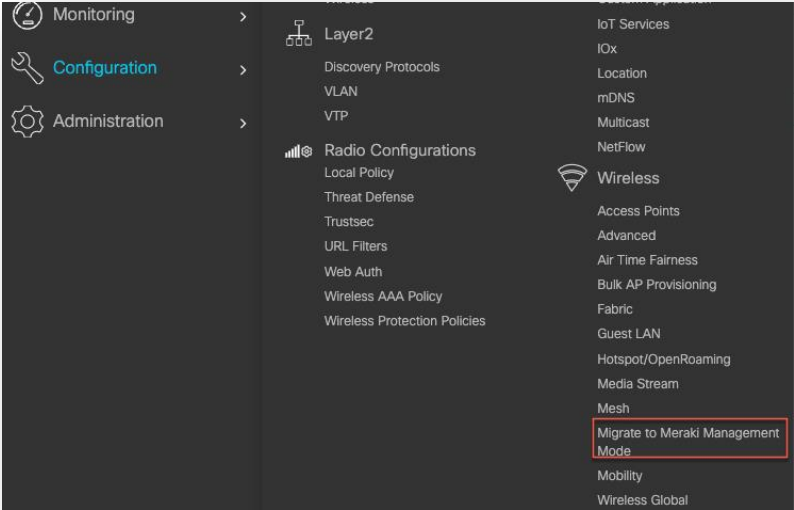 Monitoring
Configuration
Administration
Wireless
Layer2
Discovery Protocols
VLAN
VTP
Radio Configurations
Local Policy
Threat Defense
Trustsec
URL Filters
Web Auth
Wireless AAA Policy
Wireless Protection Policies
Custom Application
IoT Services
IOx
Location
mDNS
Multicast
NetFlow
Wireless
Access Points
Advanced
Air Time Fairness
Bulk AP Provisioning
Fabric
Guest LAN
Hotspot/OpenRoaming
Media Stream
Mesh
Migrate to Meraki Management
Mode
Mobility
Wireless Global